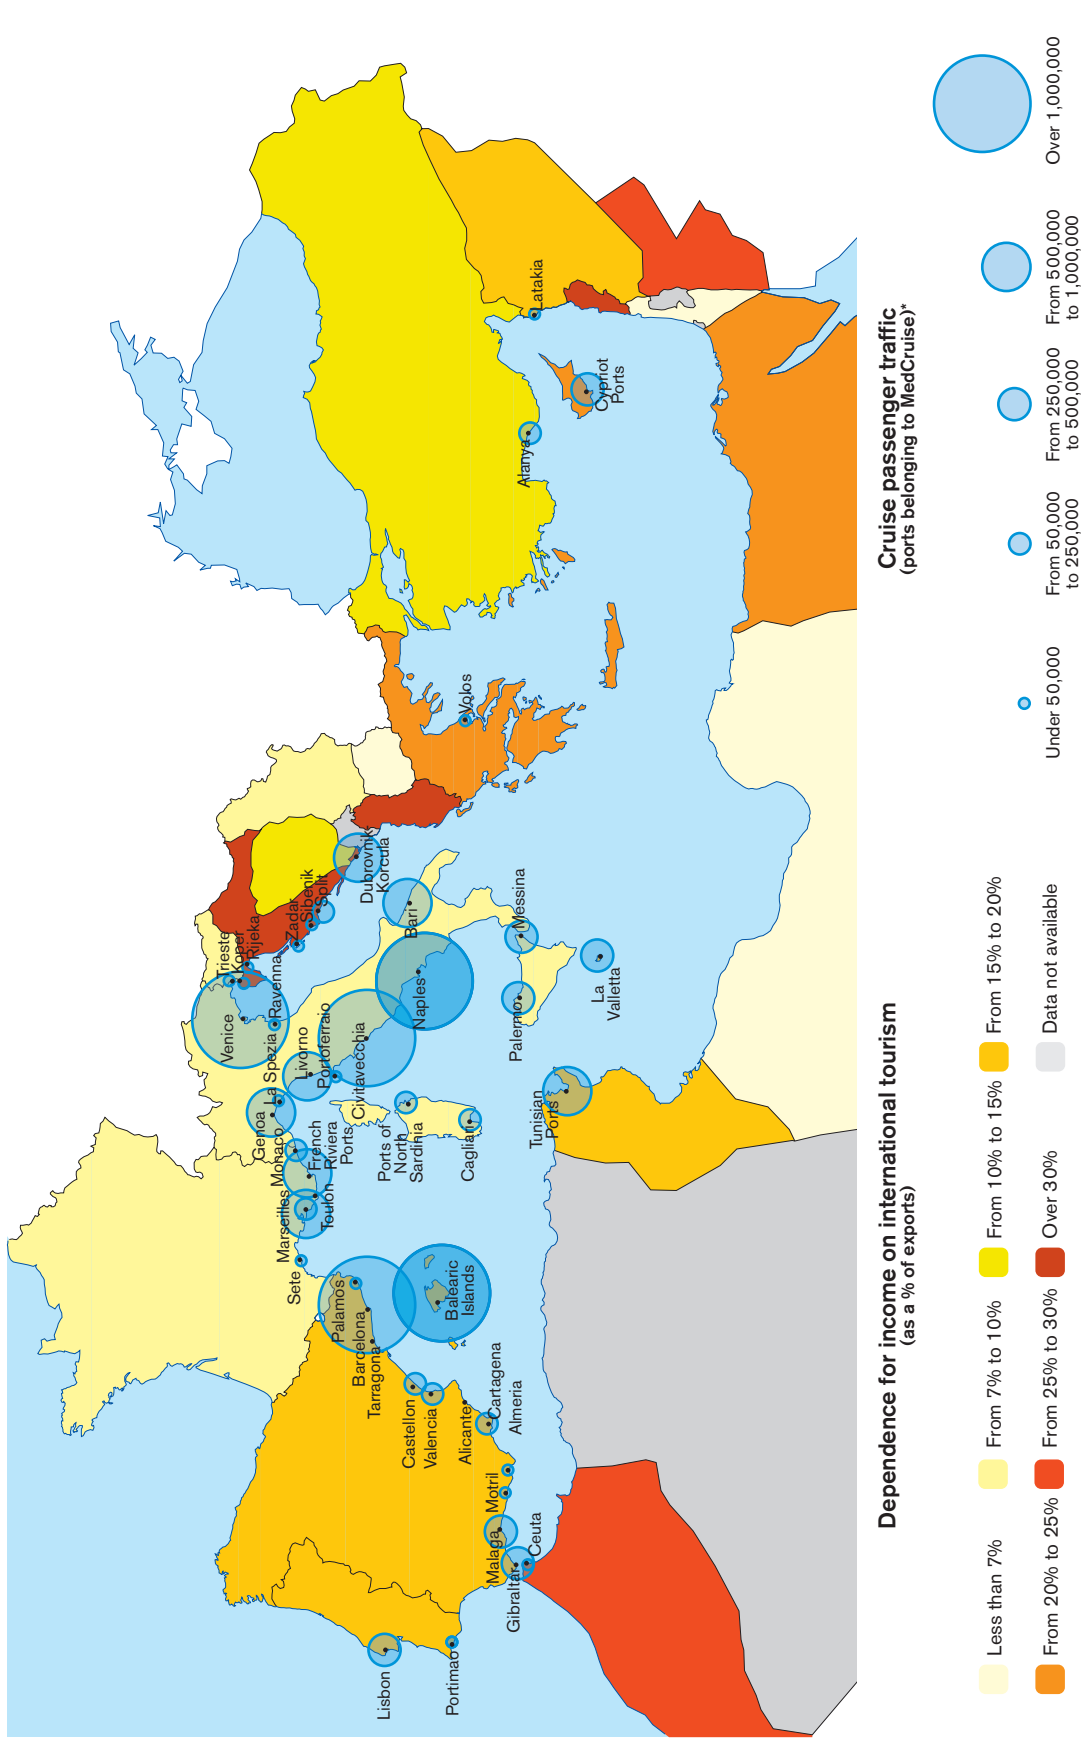 Lisbon
Portimao
Gibraltar
Ceuta
Malaga
Motril
Almeria
Cartagena
Alicante
Valencia
Castellon
Tarragona
Barcelona
Palamos
Balearic
Islands
Sete
Marseilles
Toulon
French
Riviera
Ports
Monaco
Genoa
La Spezia
Livorno
Portoferraio
Civitavecchia
Ports of
North
Sardinia
Cagliari
Naples
Palermo
Messina
La
Valletta
Tunisian
Ports
Bari
Ravenna
Venice
Trieste
Koper
Rijeka
Zadar
Sibenik
Split
Dubrovnik-
Korcula
Volos
Alanya
Cypriot
Ports
Latakia
Dependence for income on international tourism
(as a % of exports)
Less than 7%
From 7% to 10%
From 10% to 15%
From 15% to 20%
From 20% to 25%
From 25% to 30%
Over 30%
Data not available
Cruise passenger traffic
(ports belonging to MedCruise)*
Under 50,000
From 50,000
to 250,000
From 250,000
to 500,000
From 500,000
to 1,000,000
Over 1,000,000